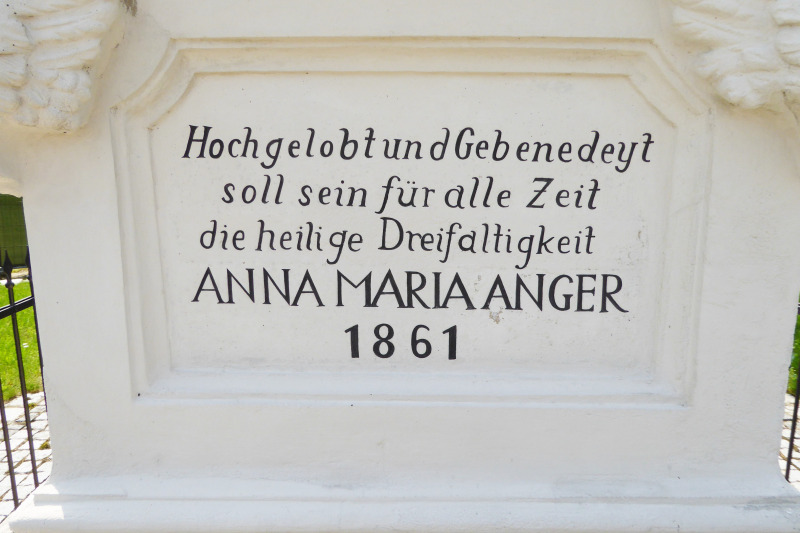 Hochgelobt und Gebenedeyt
soll sein für alle Zeit
die heilige Dreifaltigkeit
ANNA MARIA ANGER
1861